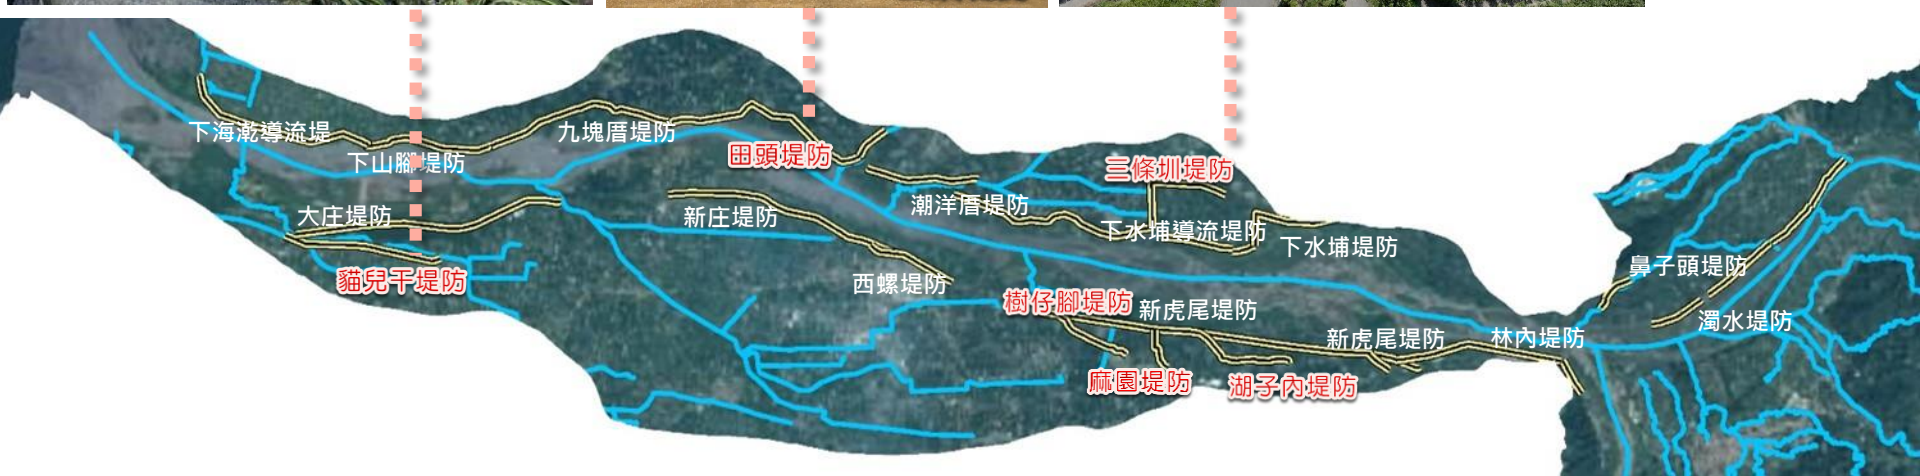 下海墘導流堤
下山腳堤防
九塊厝堤防
田頭堤防
三條圳堤防
大庄堤防
新庄堤防
潮洋厝堤防
下水埔導流堤防
下水埔堤防
貓兒干堤防
西螺堤防
樹仔腳堤防
新虎尾堤防
新虎尾堤防
林內堤防
鼻子頭堤防
濁水堤防
麻園堤防
湖子內堤防